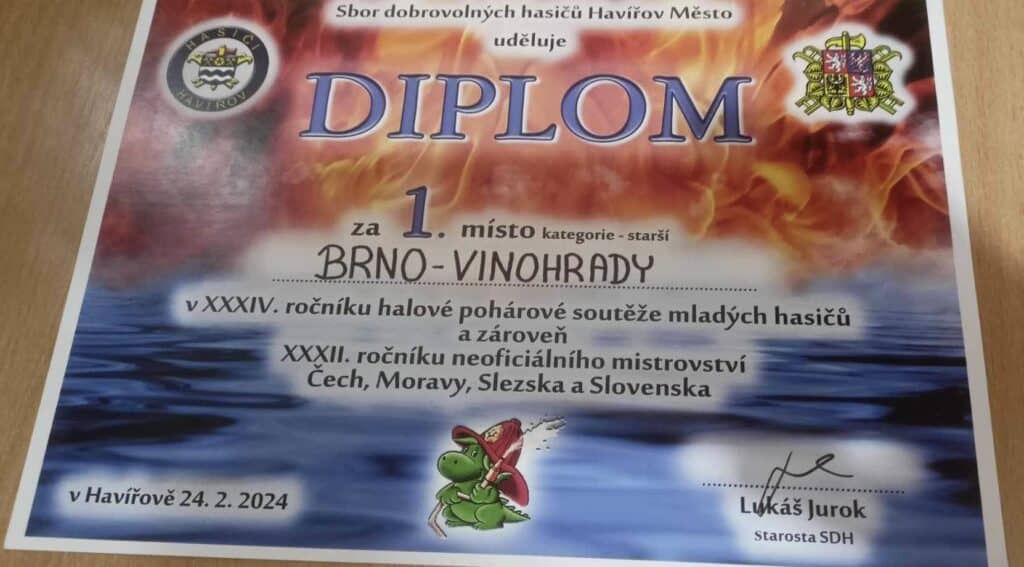 Sbor dobrovolných hasičů Havířov Město
uděluje
HASIČI
HAVÍŘOV
DIPLOM
za 1. místo kategorie - starší
BRNO-VINOHRADY
v XXXIV. ročníku halové pohárové soutěže mladých hasičů
a zároveň
XXXII. ročníku neoficiálního mistrovství
Čech, Moravy, Slezska a Slovenska
v Havířově 24. 2. 2024
Lukáš Jurok
Starosta SDH